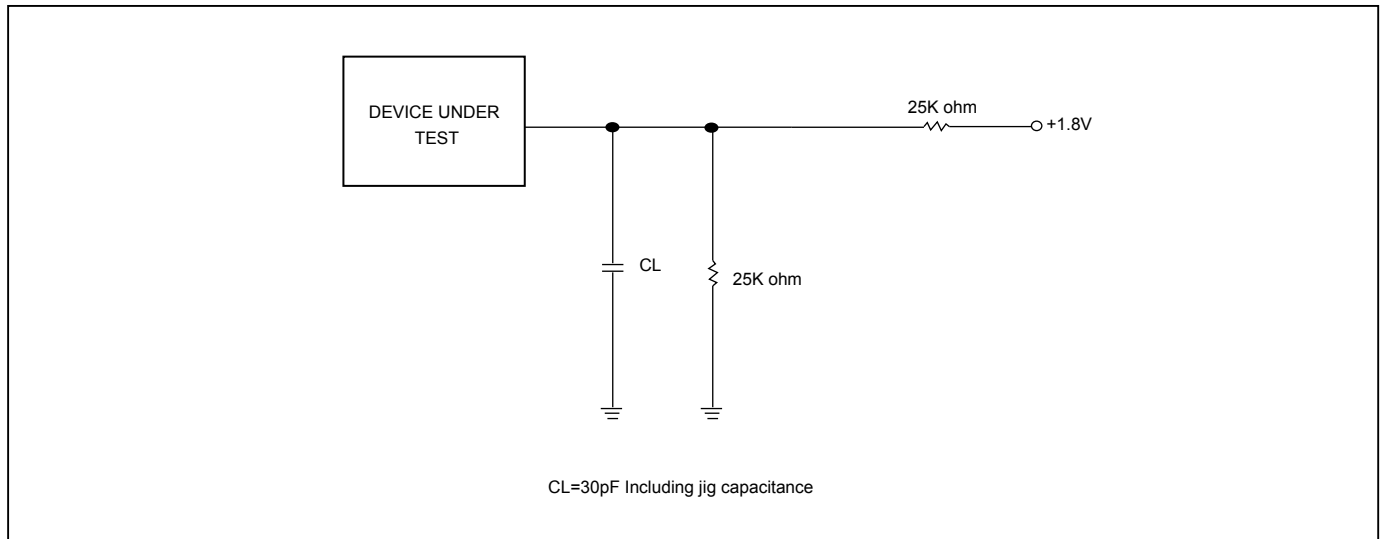 DEVICE UNDER
TEST
25K ohm
+1.8V
CL
25K ohm
CL=30pF Including jig capacitance